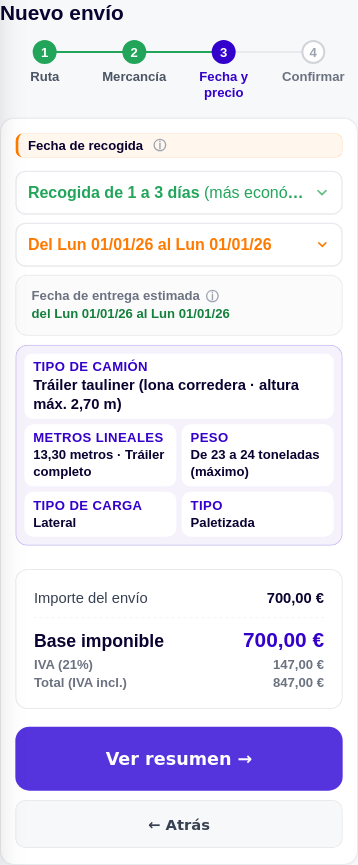 Nuevo envío
1 2 3 4
Ruta Mercancía Fecha y precio Confirmar
Fecha de recogida ⓘ
Recogida de 1 a 3 días (más econó...
Del Lun 01/01/26 al Lun 01/01/26
Fecha de entrega estimada ⓘ
del Lun 01/01/26 al Lun 01/01/26
TIPO DE CAMIÓN
Tráiler tauliner (lona corredera · altura
máx. 2,70 m)
METROS LINEALES
13,30 metros · Tráiler
completo
PESO
De 23 a 24 toneladas
(máximo)
TIPO DE CARGA
Lateral
TIPO
Paletizada
Importe del envío 700,00 €
Base imponible 700,00 €
IVA (21%) 147,00 €
Total (IVA incl.) 847,00 €
Ver resumen →
← Atrás